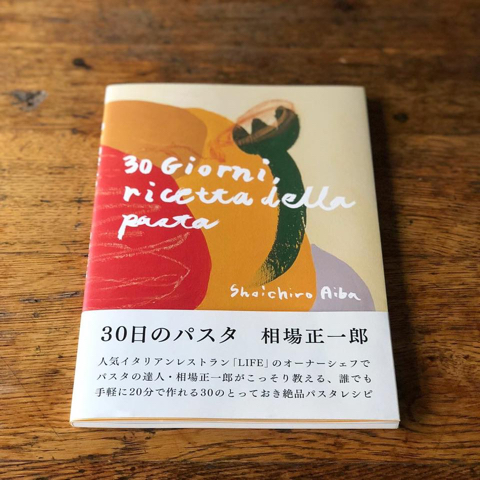 30 Giorni,
ricetta della
pasta
Shoichiro Aiba
30日のパスタ 相場正一郎
人気イタリアンレストラン「LIFE」のオーナーシェフで
パスタの達人・相場正一郎がこっそり教える、誰でも
手軽に20分で作れる30のとっておき絶品パスタレシピ